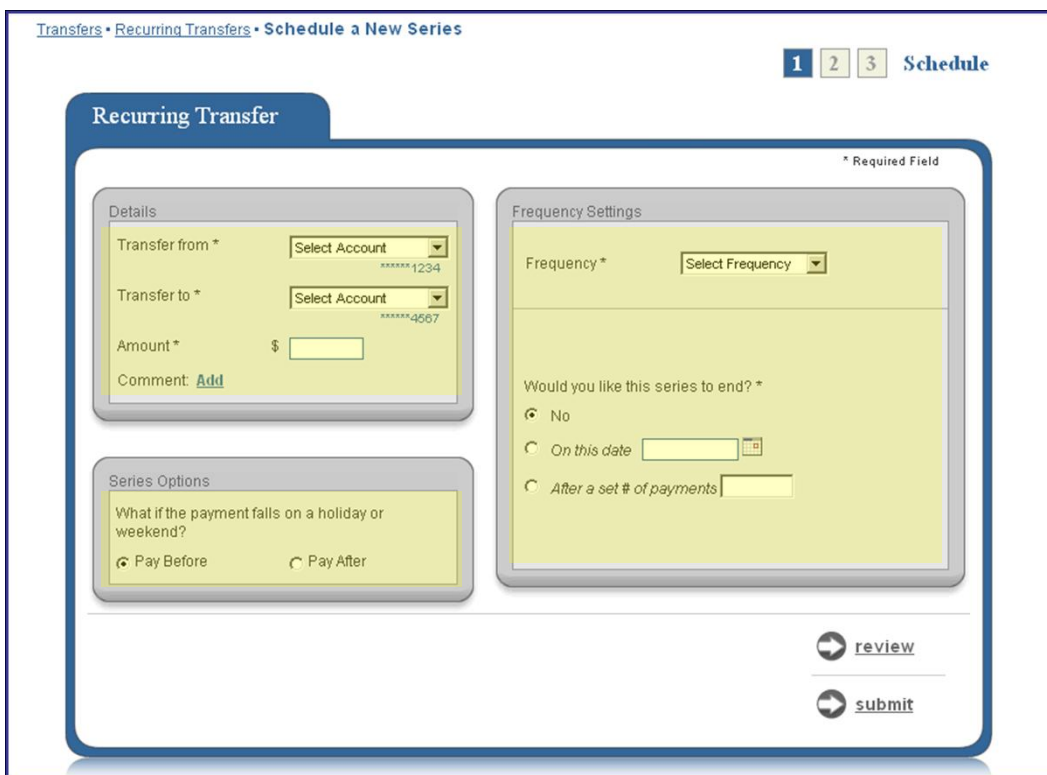 Transfers • Recurring Transfers • Schedule a New Series
1 2 3 Schedule
Recurring Transfer
* Required Field
Details
Transfer from * Select Account
******1234
Transfer to * Select Account
******4567
Amount * $
Comment: Add
Series Options
What if the payment falls on a holiday or
weekend?
Pay Before Pay After
Frequency Settings
Frequency * Select Frequency
Would you like this series to end? *
No
On this date
After a set # of payments
review
submit